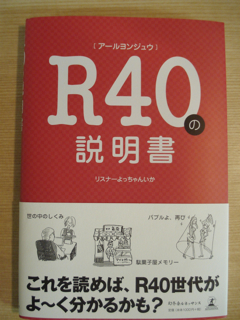 ［アールヨンジュウ］
R40の
説明書
リスナーよっちゃんいか
世の中のしくみ
バブルよ、再び
駄菓子屋メモリー
これを読めば、R40世代が
よ〜く分かるかも?